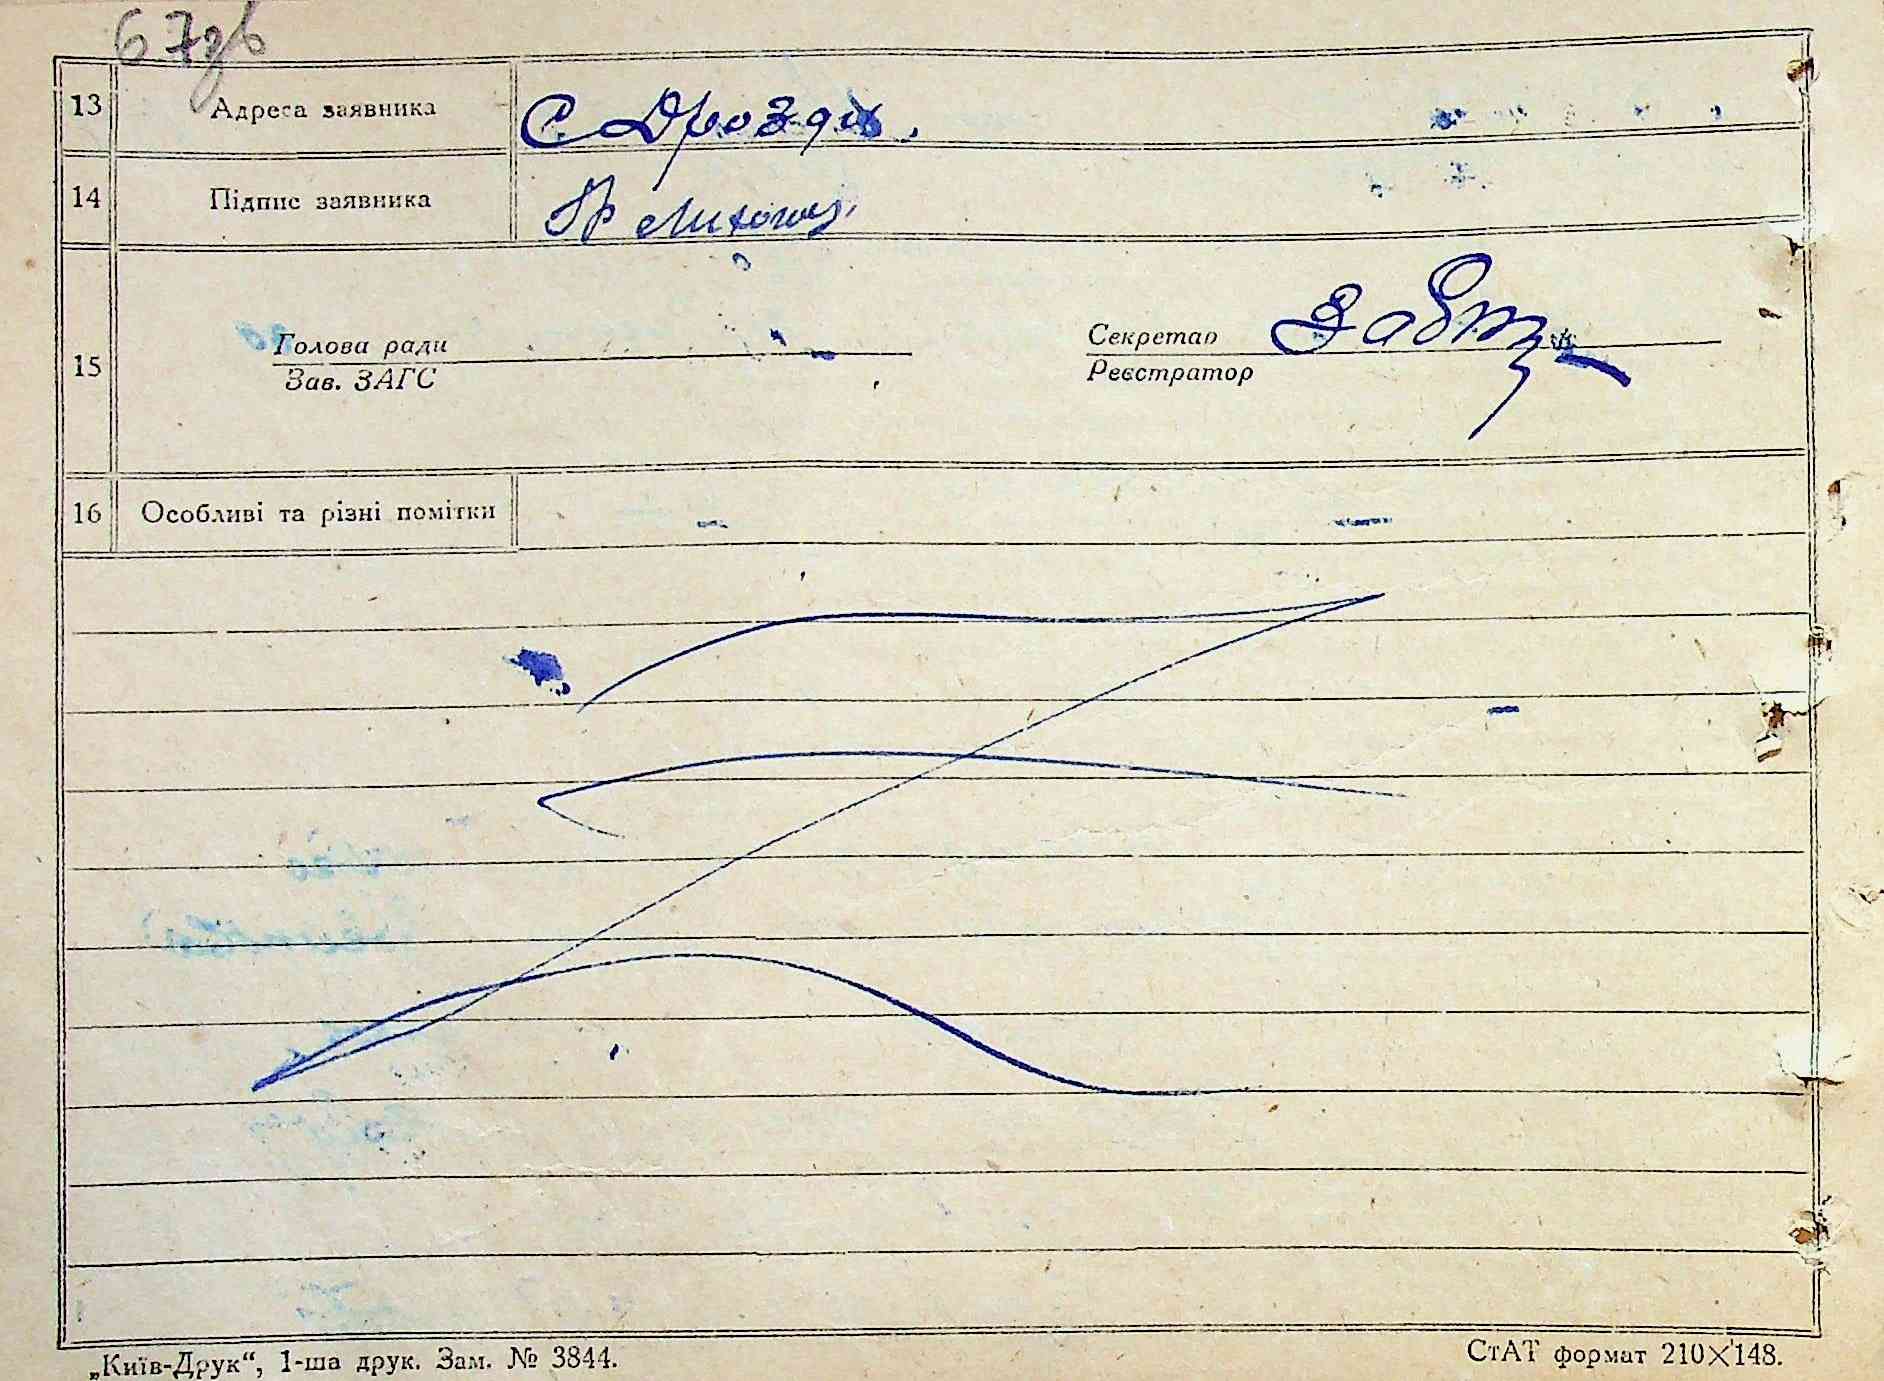 67зв
13 Адреса заявника С. Дрозди.
14 Підпис заявника
15 Голова ради Секретар
Зав. ЗАГС Реєстратор
16 Особливі та різні помітки
„Київ-Друк“, 1-ша друк. Зам. № 3844. СтАТ формат 210×148.